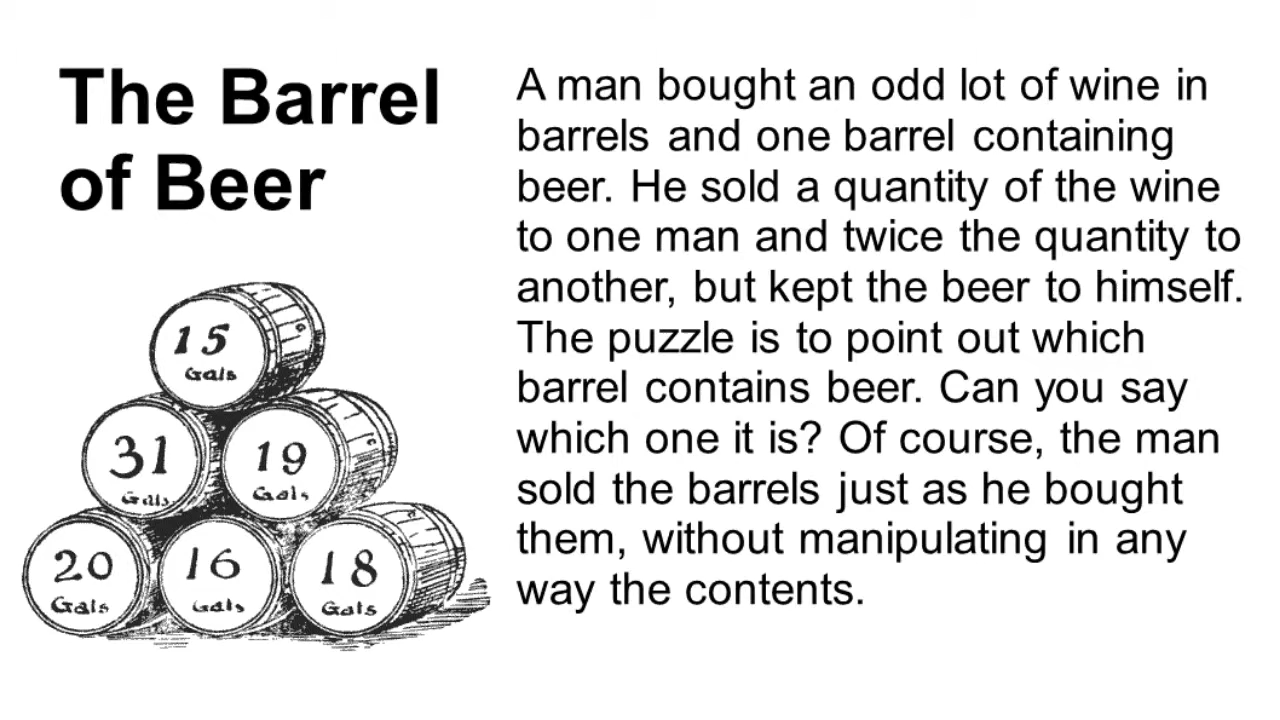 The Barrel
of Beer
A man bought an odd lot of wine in
barrels and one barrel containing
beer. He sold a quantity of the wine
to one man and twice the quantity to
another, but kept the beer to himself.
The puzzle is to point out which
barrel contains beer. Can you say
which one it is? Of course, the man
sold the barrels just as he bought
them, without manipulating in any
way the contents.
15
Gals
31
Gals
19
Gals
20
Gals
16
Gals
18
Gals